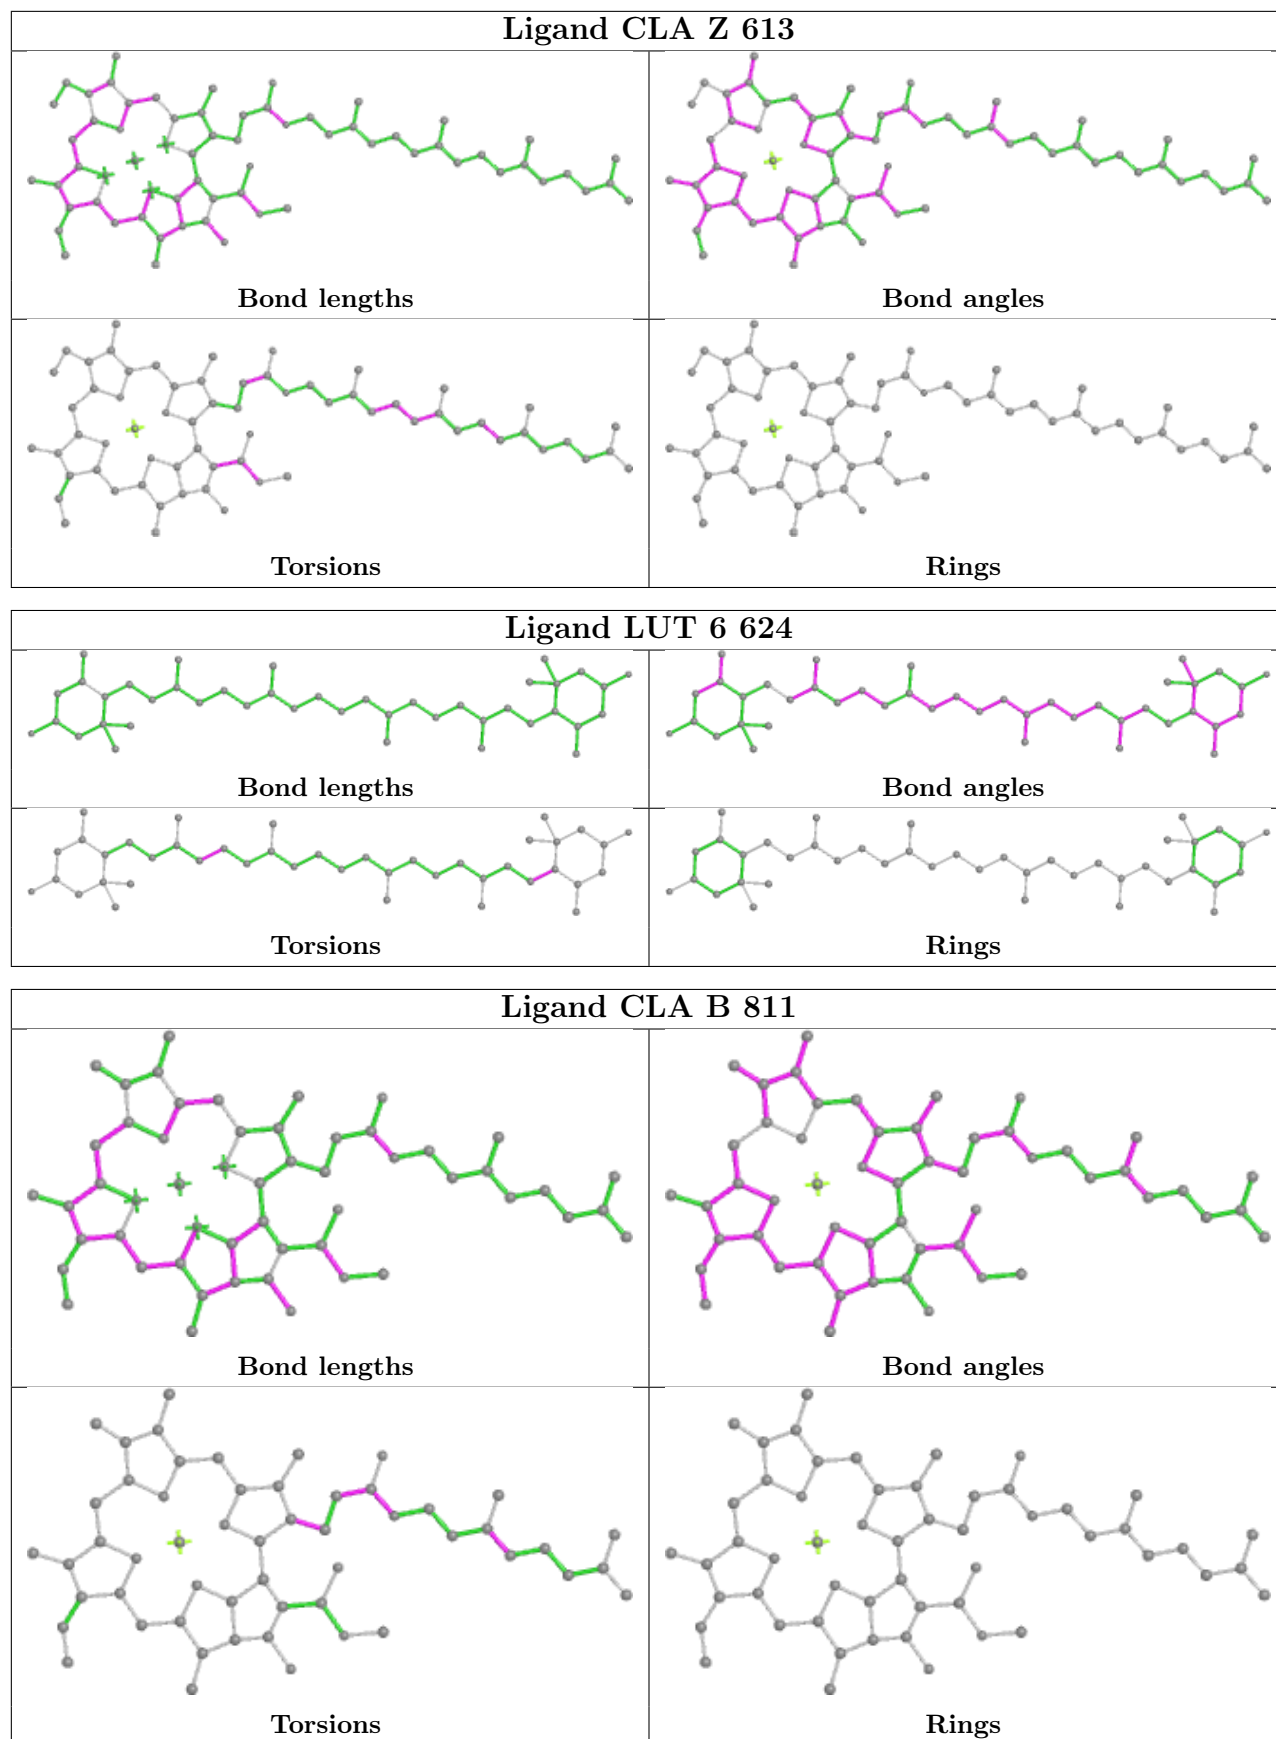 Ligand CLA Z 613
Bond lengths
Bond angles
Torsions
Rings
Ligand LUT 6 624
Bond lengths
Bond angles
Torsions
Rings
Ligand CLA B 811
Bond lengths
Bond angles
Torsions
Rings